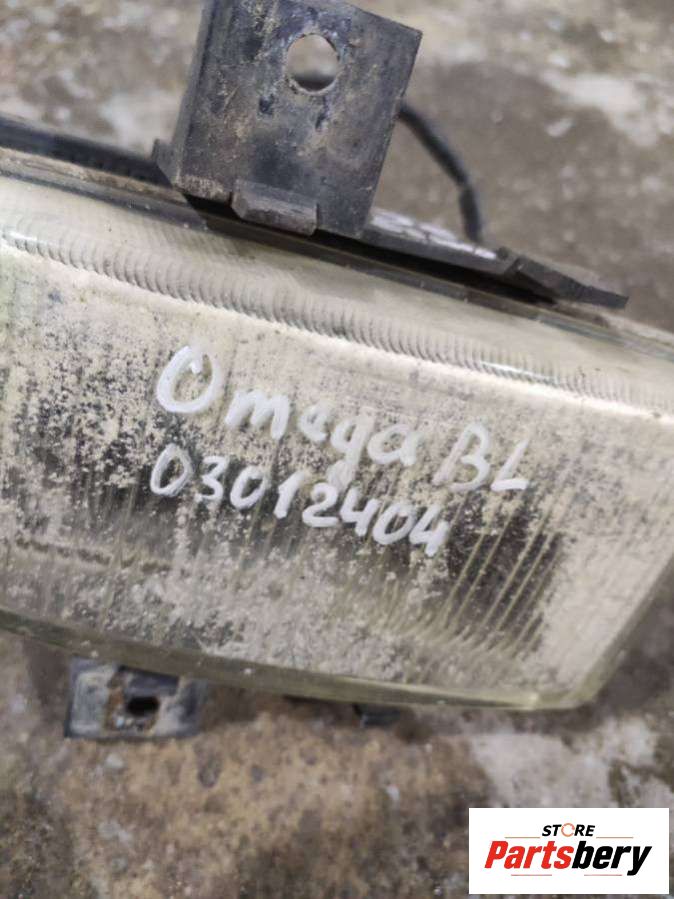 Omega BL
03012404
STORE
Partsbery